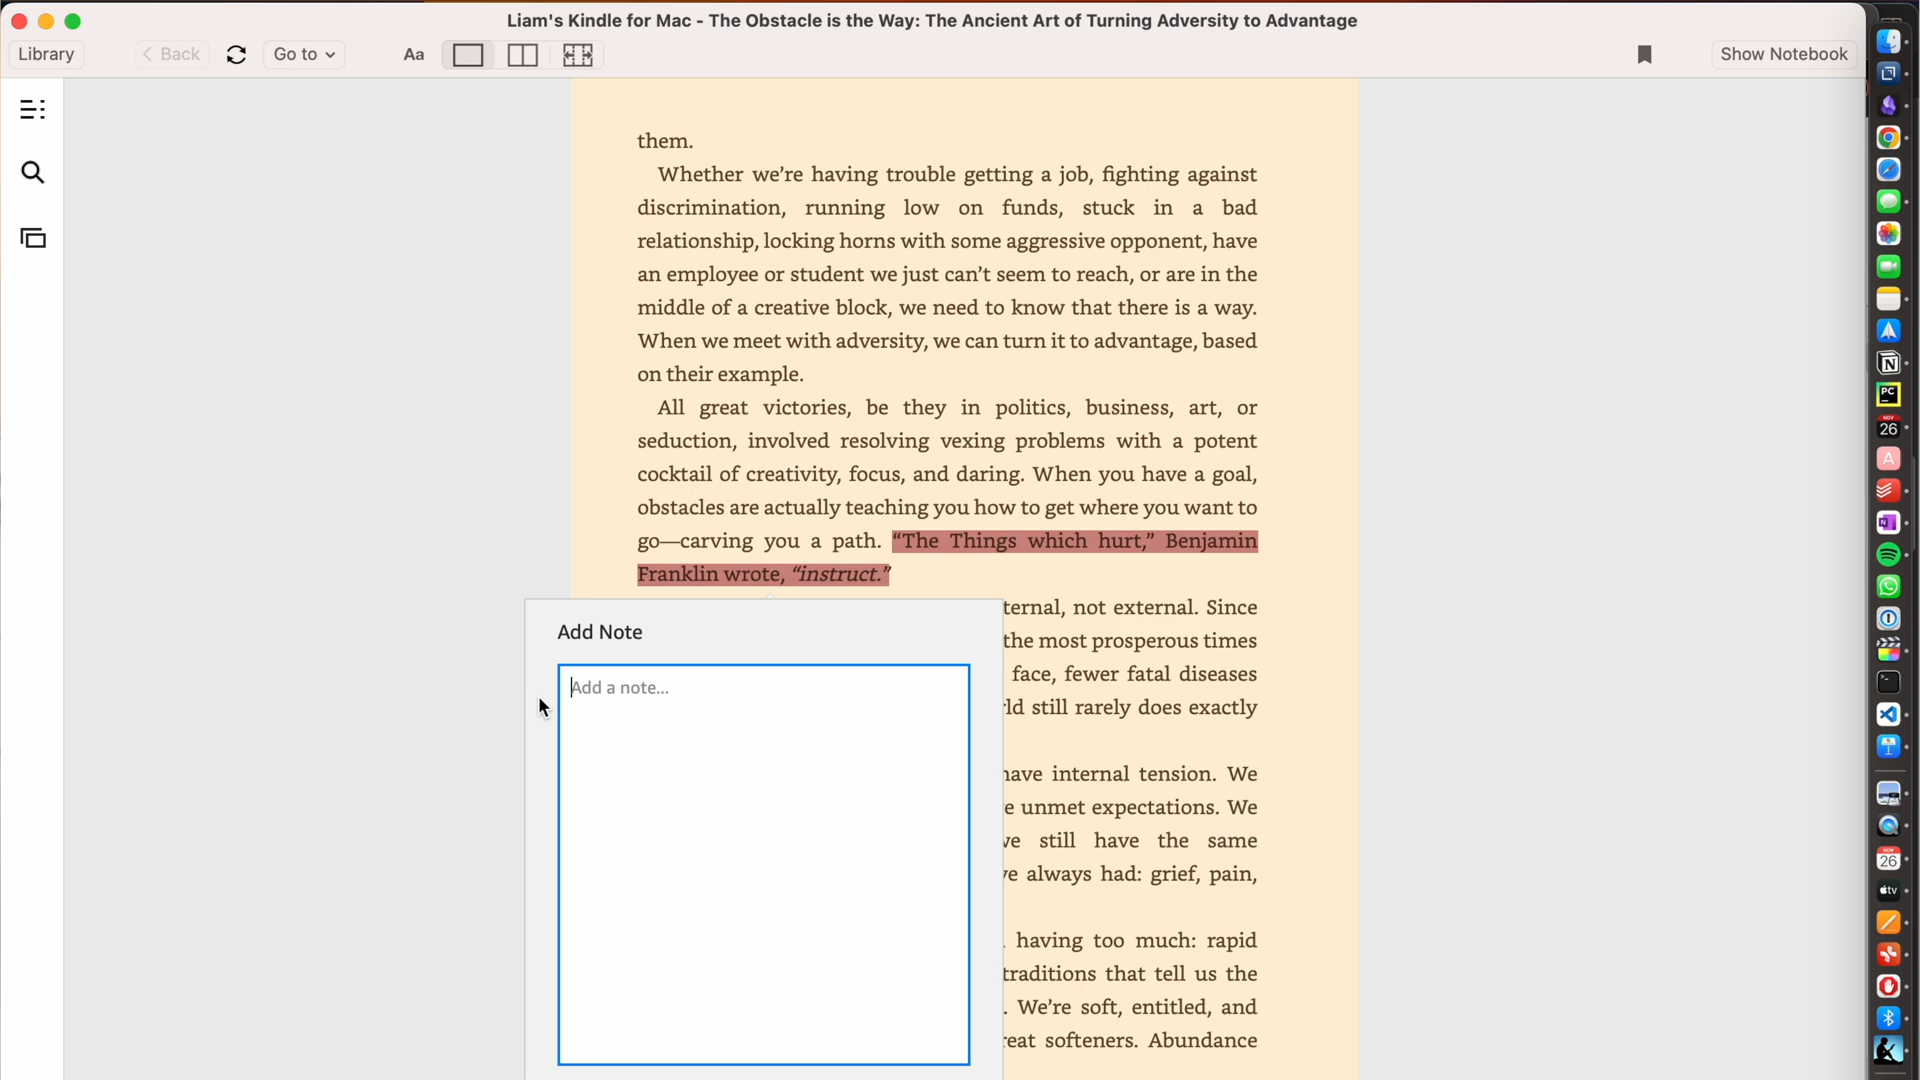 Liam's Kindle for Mac - The Obstacle is the Way: The Ancient Art of Turning Adversity to Advantage
Library
Back
Go to
Aa
Show Notebook
them.
Whether we’re having trouble getting a job, fighting against
discrimination, running low on funds, stuck in a bad
relationship, locking horns with some aggressive opponent, have
an employee or student we just can’t seem to reach, or are in the
middle of a creative block, we need to know that there is a way.
When we meet with adversity, we can turn it to advantage, based
on their example.
All great victories, be they in politics, business, art, or
seduction, involved resolving vexing problems with a potent
cocktail of creativity, focus, and daring. When you have a goal,
obstacles are actually teaching you how to get where you want to
go—carving you a path. “The Things which hurt,” Benjamin
Franklin wrote, “instruct.”
Add Note
Add a note...
ternal, not external. Since
the most prosperous times
face, fewer fatal diseases
ld still rarely does exactly
have internal tension. We
e unmet expectations. We
ve still have the same
ve always had: grief, pain,
having too much: rapid
traditions that tell us the
. We’re soft, entitled, and
reat softeners. Abundance
PC
NOV
26
A
N
NOV
26
tv